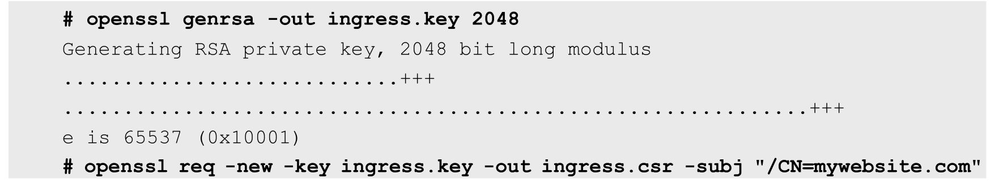 # openssl genrsa -out ingress.key 2048
Generating RSA private key, 2048 bit long modulus
............................+++
..............................................................+++
e is 65537 (0x10001)
# openssl req -new -key ingress.key -out ingress.csr -subj "/CN=mywebsite.com"